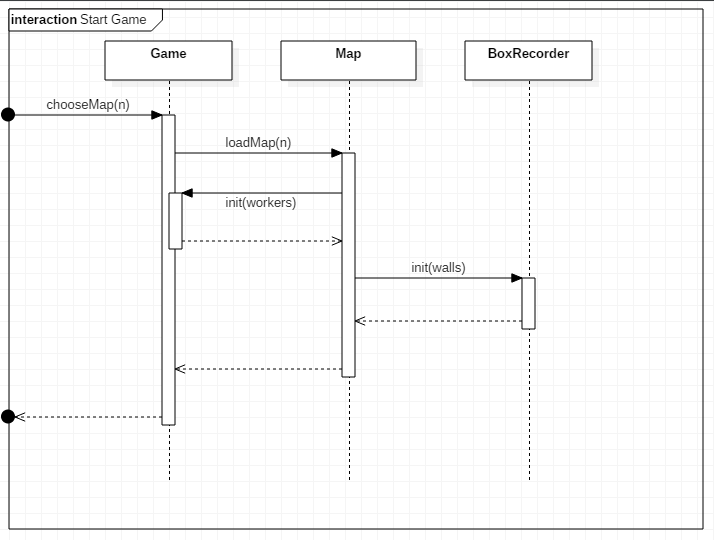 interaction Start Game
Game
Map
BoxRecorder
chooseMap(n)
loadMap(n)
init(workers)
init(walls)